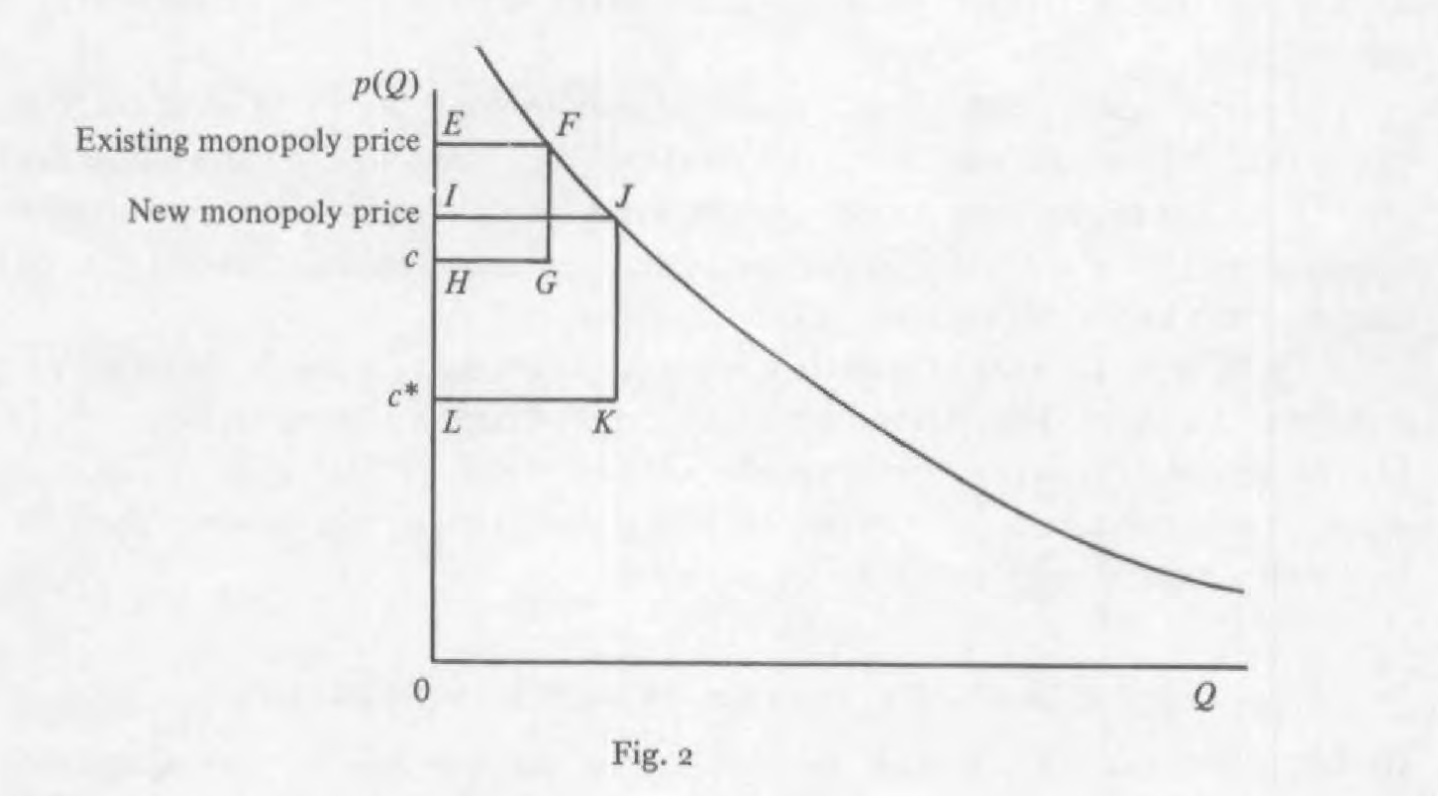 p(Q)
E F
Existing monopoly price
I J
New monopoly price
c
H G
c*
L K
0 Q
Fig. 2